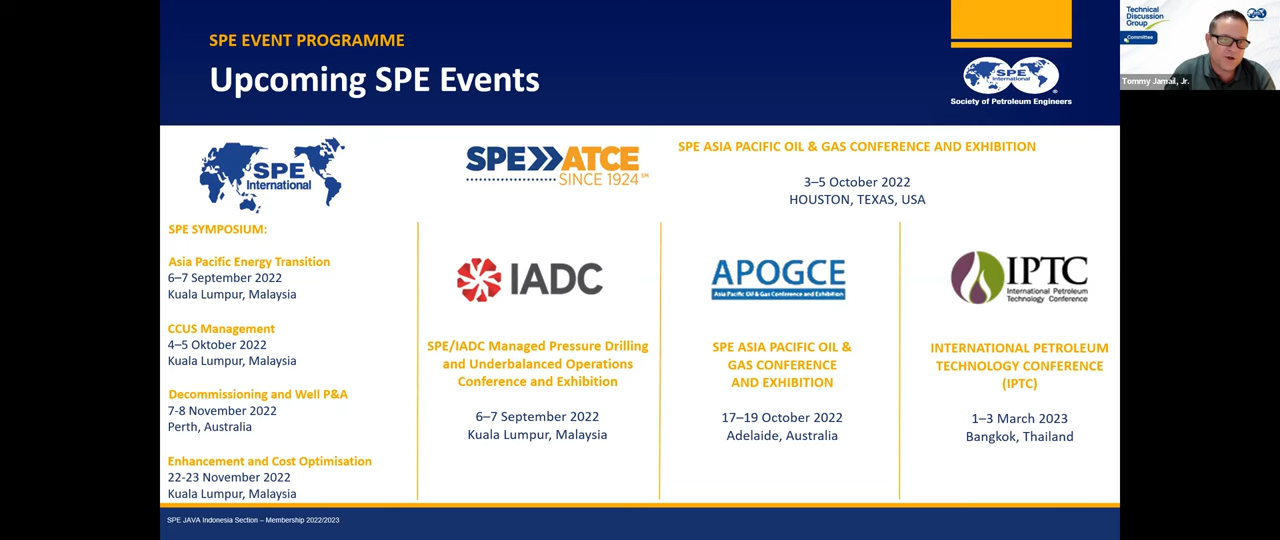 SPE EVENT PROGRAMME
Upcoming SPE Events
SPE
International
Society of Petroleum Engineers
Technical
Discussion
Group
Committee
Tommy Jamail, Jr.
SPE
International
SPE ATCE
SINCE 1924 SM
SPE ASIA PACIFIC OIL & GAS CONFERENCE AND EXHIBITION
3–5 October 2022
HOUSTON, TEXAS, USA
SPE SYMPOSIUM:
Asia Pacific Energy Transition
6–7 September 2022
Kuala Lumpur, Malaysia
CCUS Management
4–5 Oktober 2022
Kuala Lumpur, Malaysia
Decommissioning and Well P&A
7-8 November 2022
Perth, Australia
Enhancement and Cost Optimisation
22-23 November 2022
Kuala Lumpur, Malaysia
IADC
SPE/IADC Managed Pressure Drilling
and Underbalanced Operations
Conference and Exhibition
6–7 September 2022
Kuala Lumpur, Malaysia
APOGCE
Asia Pacific Oil & Gas Conference and Exhibition
SPE ASIA PACIFIC OIL &
GAS CONFERENCE
AND EXHIBITION
17–19 October 2022
Adelaide, Australia
IPTC
International Petroleum
Technology Conference
INTERNATIONAL PETROLEUM
TECHNOLOGY CONFERENCE
(IPTC)
1–3 March 2023
Bangkok, Thailand
SPE JAVA Indonesia Section – Membership 2022/2023